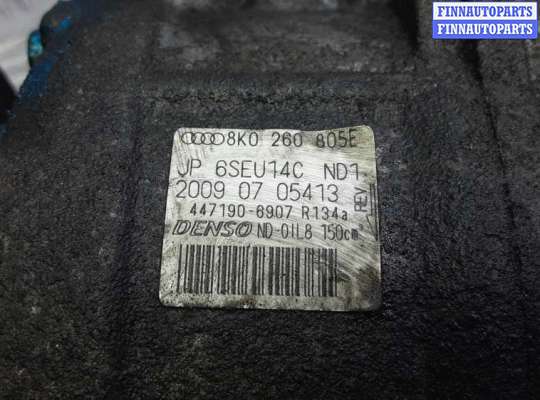 FINNAUTOPARTS
FINNAUTOPARTS
8K0 260 805E
JP 6SEU14C ND1
2009 07 05413
REV
447190-6907 R134a
DENSO ND-OIL8 150cm